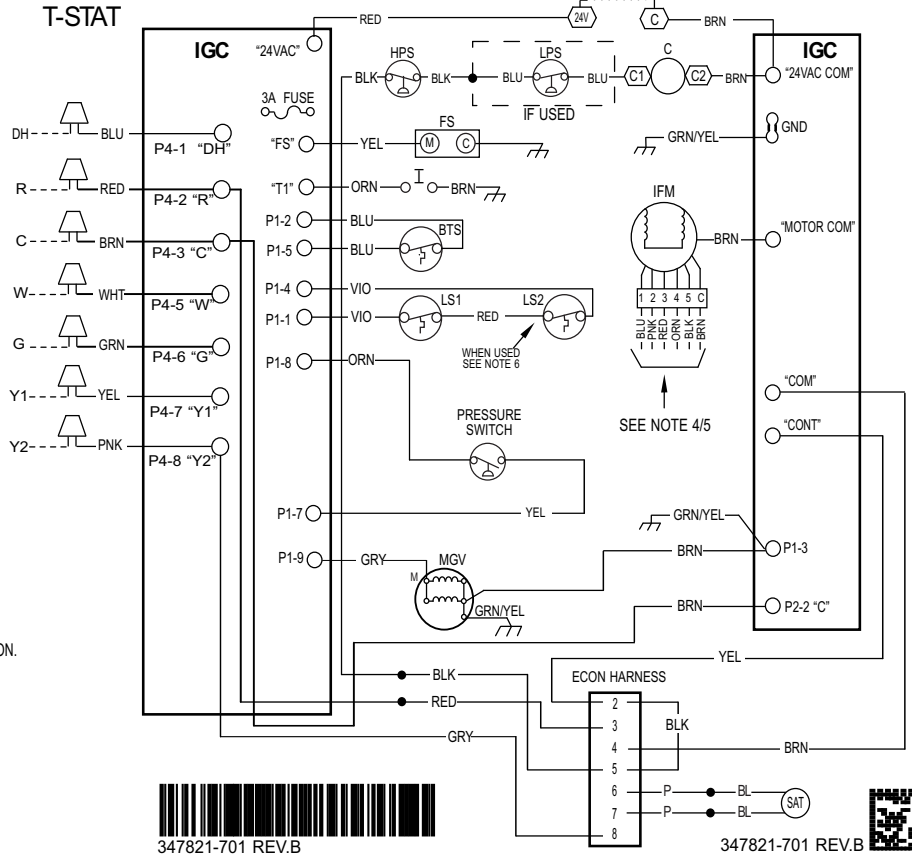 T-STAT
RED
24V
C
BRN
IGC
"24VAC"
HPS
LPS
C
IGC
BLK
BLK
BLU
BLU
C1
C2
BRN
"24VAC COM"
IF USED
3A FUSE
FS
GRN/YEL
GND
DH
BLU
P4-1 "DH"
"FS"
YEL
M
C
R
RED
P4-2 "R"
"T1"
ORN
BRN
IFM
P1-2
BLU
BTS
BRN
"MOTOR COM"
C
BRN
P4-3 "C"
P1-5
BLU
P1-4
VIO
W
WHT
P4-5 "W"
P1-1
VIO
LS1
RED
LS2
1 2 3 4 5 C
BLU
PNK
RED
ORN
BLK
BRN
G
GRN
P4-6 "G"
P1-8
ORN
WHEN USED
SEE NOTE 6
Y1
YEL
P4-7 "Y1"
"COM"
PRESSURE
SWITCH
SEE NOTE 4/5
"CONT"
Y2
PNK
P4-8 "Y2"
P1-7
YEL
GRN/YEL
P1-9
GRY
MGV
BRN
P1-3
M
GRN/YEL
BRN
P2-2 "C"
ON.
YEL
BLK
ECON HARNESS
RED
2
3
BLK
GRY
4
BRN
5
6
P
BL
SAT
7
P
BL
8
347821-701 REV.B
347821-701 REV.B